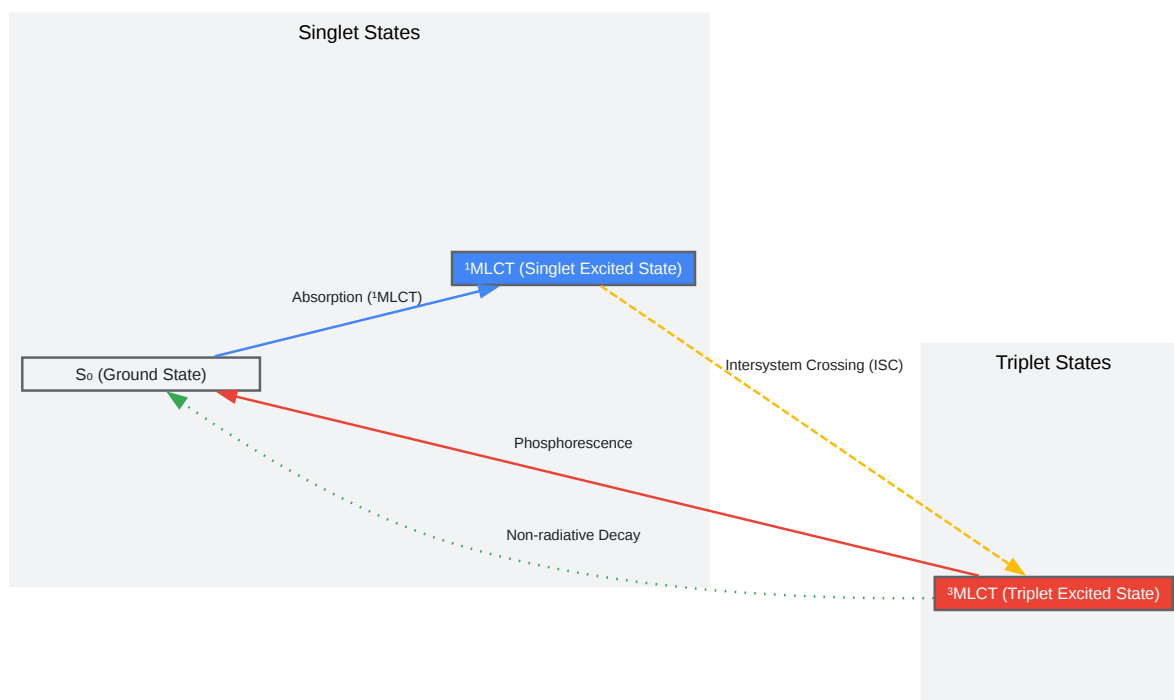 Singlet States
¹MLCT (Singlet Excited State)
Absorption (¹MLCT)
S₀ (Ground State)
Intersystem Crossing (ISC)
Triplet States
Phosphorescence
Non-radiative Decay
³MLCT (Triplet Excited State)